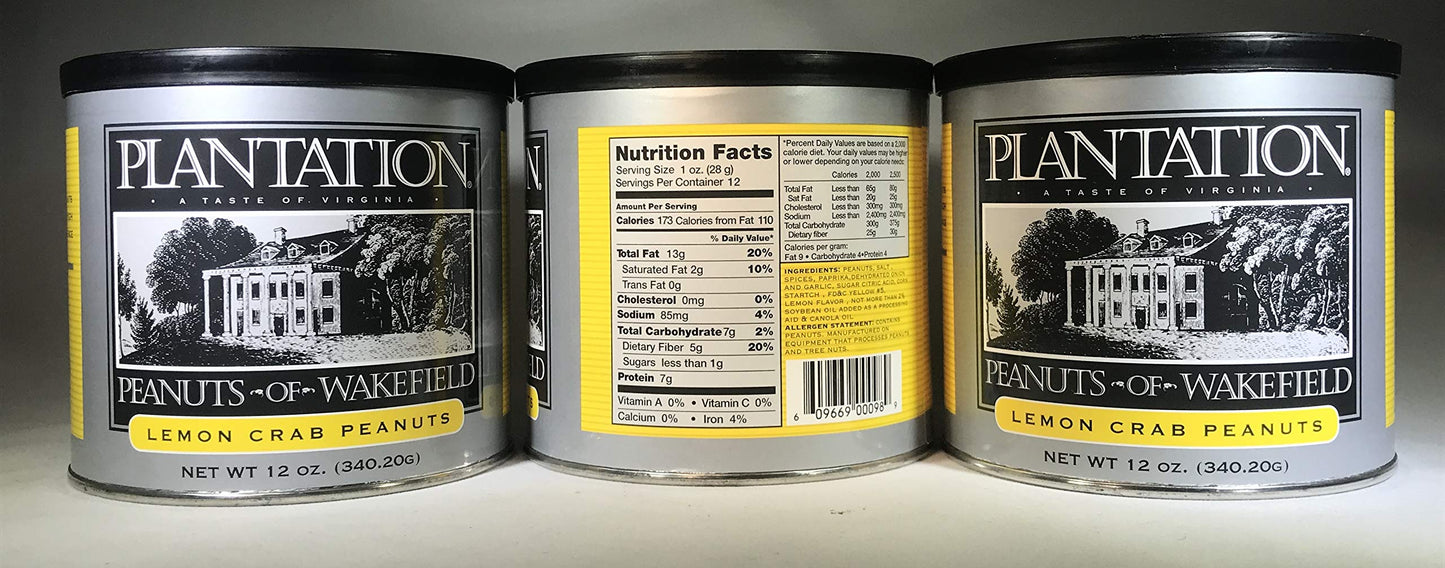 PLANTATION®
• A TASTE OF VIRGINIA •
PEANUTS OF WAKEFIELD
LEMON CRAB PEANUTS
NET WT 12 OZ. (340.20G)
Nutrition Facts
Serving Size 1 oz. (28 g)
Servings Per Container 12
Amount Per Serving
Calories 173 Calories from Fat 110
% Daily Value*
Total Fat 13g 20%
Saturated Fat 2g 10%
Trans Fat 0g
Cholesterol 0mg 0%
Sodium 85mg 4%
Total Carbohydrate 7g 2%
Dietary Fiber 5g 20%
Sugars less than 1g
Protein 7g
Vitamin A 0% • Vitamin C 0%
Calcium 0% • Iron 4%
*Percent Daily Values are based on a 2,000
calorie diet. Your daily values may be higher
or lower depending on your calorie needs:
Calories 2,000 2,500
Total Fat Less than 65g 80g
Sat Fat Less than 20g 25g
Cholesterol Less than 300mg 300mg
Sodium Less than 2,400mg 2,400mg
Total Carbohydrate 300g 375g
Dietary fiber 25g 30g
Calories per gram:
Fat 9 • Carbohydrate 4 • Protein 4
INGREDIENTS: PEANUTS, SALT,
SPICES, PAPRIKA, DEHYDRATED ONION
AND GARLIC, SUGAR CITRIC ACID, CORN
STARTCH, FD&C YELLOW #5,
LEMON FLAVOR, NOT MORE THAN 2%
SOYBEAN OIL ADDED AS A PROCESSING
AID & CANOLA OIL
ALLERGEN STATEMENT: CONTAINS
PEANUTS. MANUFACTURED ON
EQUIPMENT THAT PROCESSES PEANUTS
AND TREE NUTS.
6 09669 00098 9
PLANTATION®
• A TASTE OF VIRGINIA •
PEANUTS OF WAKEFIELD
LEMON CRAB PEANUTS
NET WT 12 OZ. (340.20G)